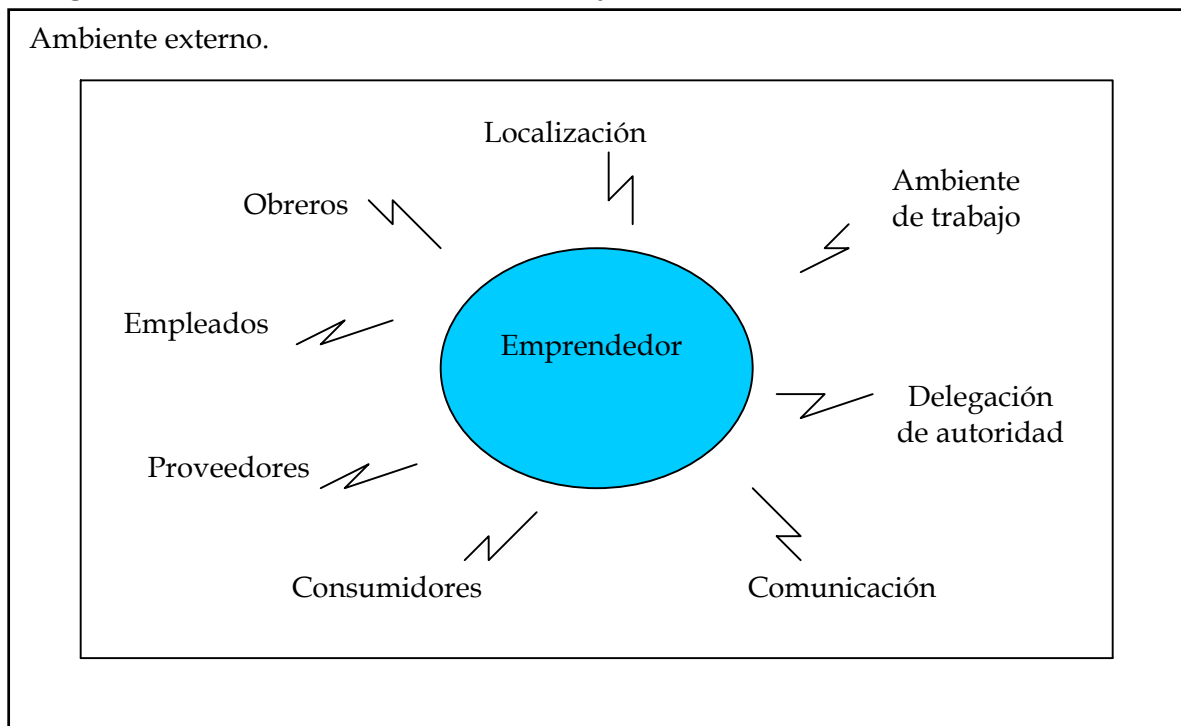 Ambiente externo.
Localización
Ambiente
de trabajo
Obreros
Empleados
Emprendedor
Delegación
de autoridad
Proveedores
Consumidores
Comunicación